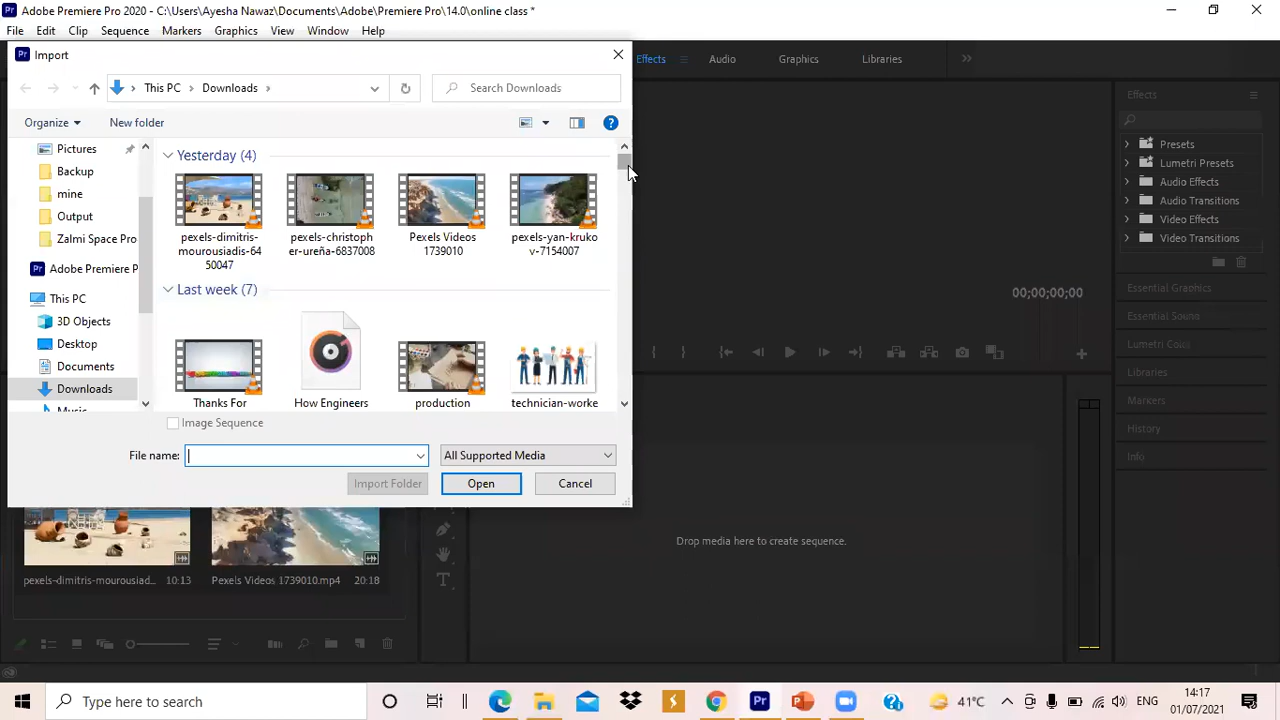 Adobe Premiere Pro 2020 - C:\Users\Ayesha Nawaz\Documents\Adobe\Premiere Pro\14.0\online class *
File Edit Clip Sequence Markers Graphics View Window Help
Import
Effects Audio Graphics Libraries
This PC Downloads
Search Downloads
Organize New folder
Pictures
Backup
mine
Output
Zalmi Space Pro
Adobe Premiere P
This PC
3D Objects
Desktop
Documents
Downloads
Yesterday (4)
pexels-dimitris-
mourousiadis-64
50047
pexels-christoph
er-ureña-6837008
Pexels Videos
1739010
pexels-yan-kruko
v-7154007
Last week (7)
Thanks For
How Engineers
production
technician-worke
Image Sequence
File name:
All Supported Media
Import Folder Open Cancel
Effects
Presets
Lumetri Presets
Audio Effects
Audio Transitions
Video Effects
Video Transitions
Essential Graphics
Essential Sound
Lumetri Color
Libraries
Markers
History
Info
00;00;00;00
Drop media here to create sequence.
pexels-dimitris-mourousiad... 10:13
Pexels Videos 1739010.mp4 20:18
Type here to search
41°C
ENG
14:17
01/07/2021